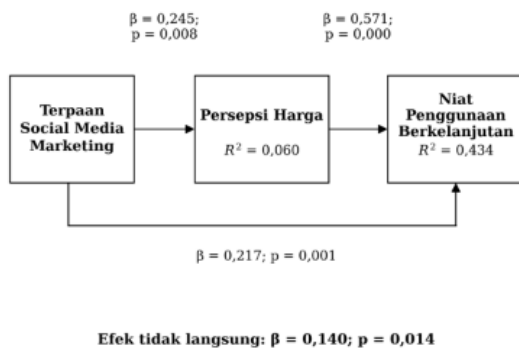 β = 0,245;
p = 0,008
β = 0,571;
p = 0,000
Terpaan
Social Media
Marketing
Persepsi Harga
R² = 0,060
Niat
Penggunaan
Berkelanjutan
R² = 0,434
β = 0,217; p = 0,001
Efek tidak langsung: β = 0,140; p = 0,014